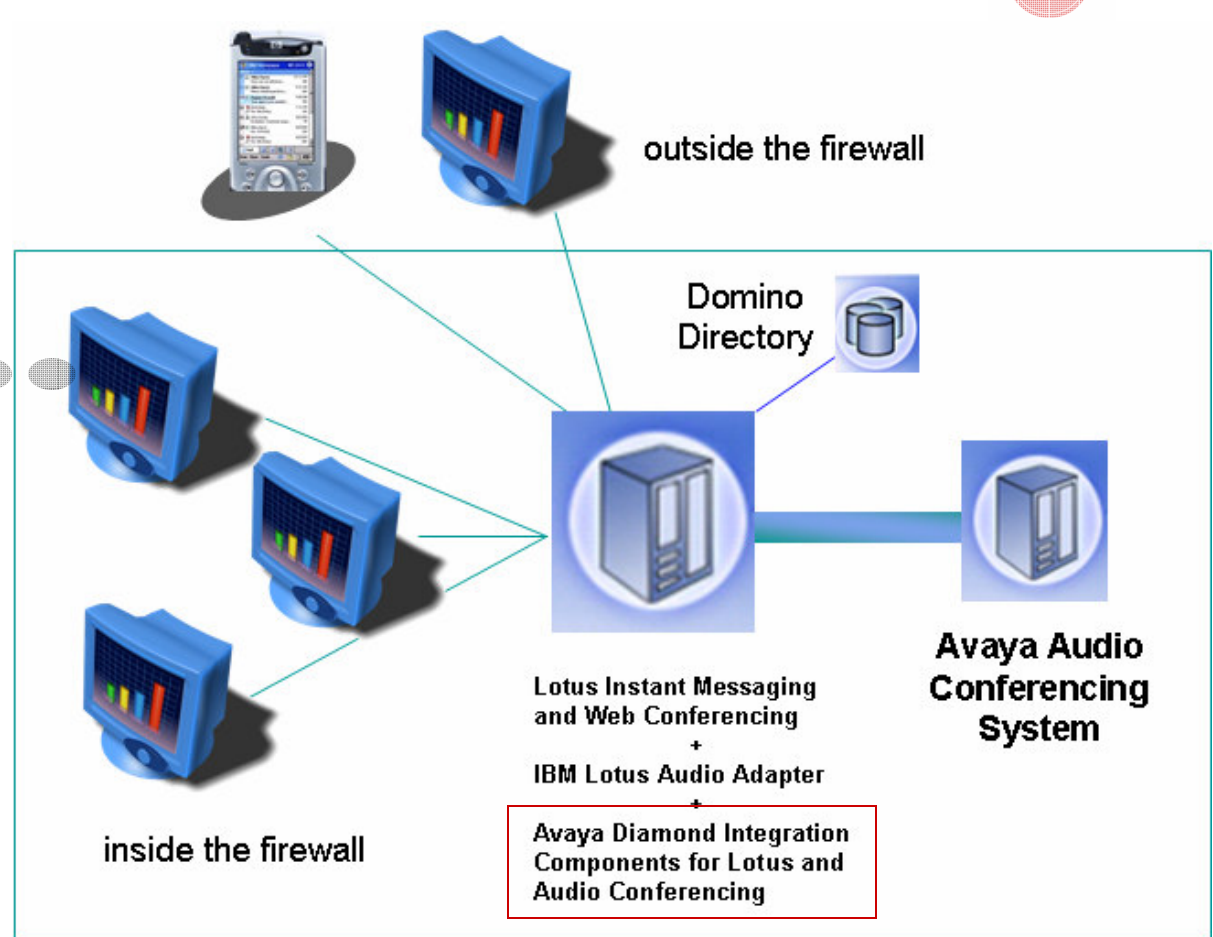 outside the firewall
Domino
Directory
Lotus Instant Messaging
and Web Conferencing
+
IBM Lotus Audio Adapter
+
Avaya Diamond Integration
Components for Lotus and
Audio Conferencing
Avaya Audio
Conferencing
System
inside the firewall